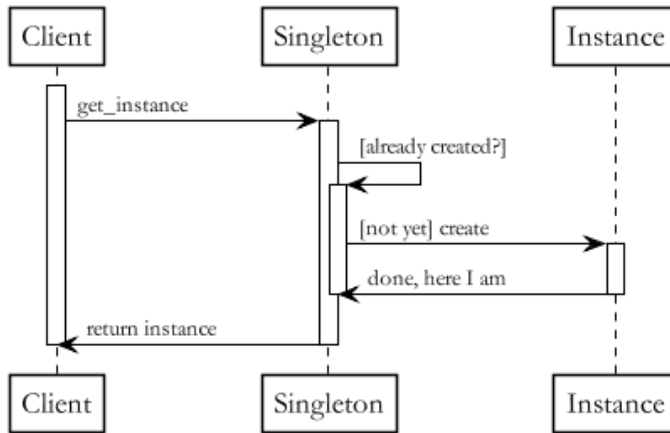 Client Singleton Instance
get_instance
[already created?]
[not yet] create
done, here I am
return instance
Client Singleton Instance